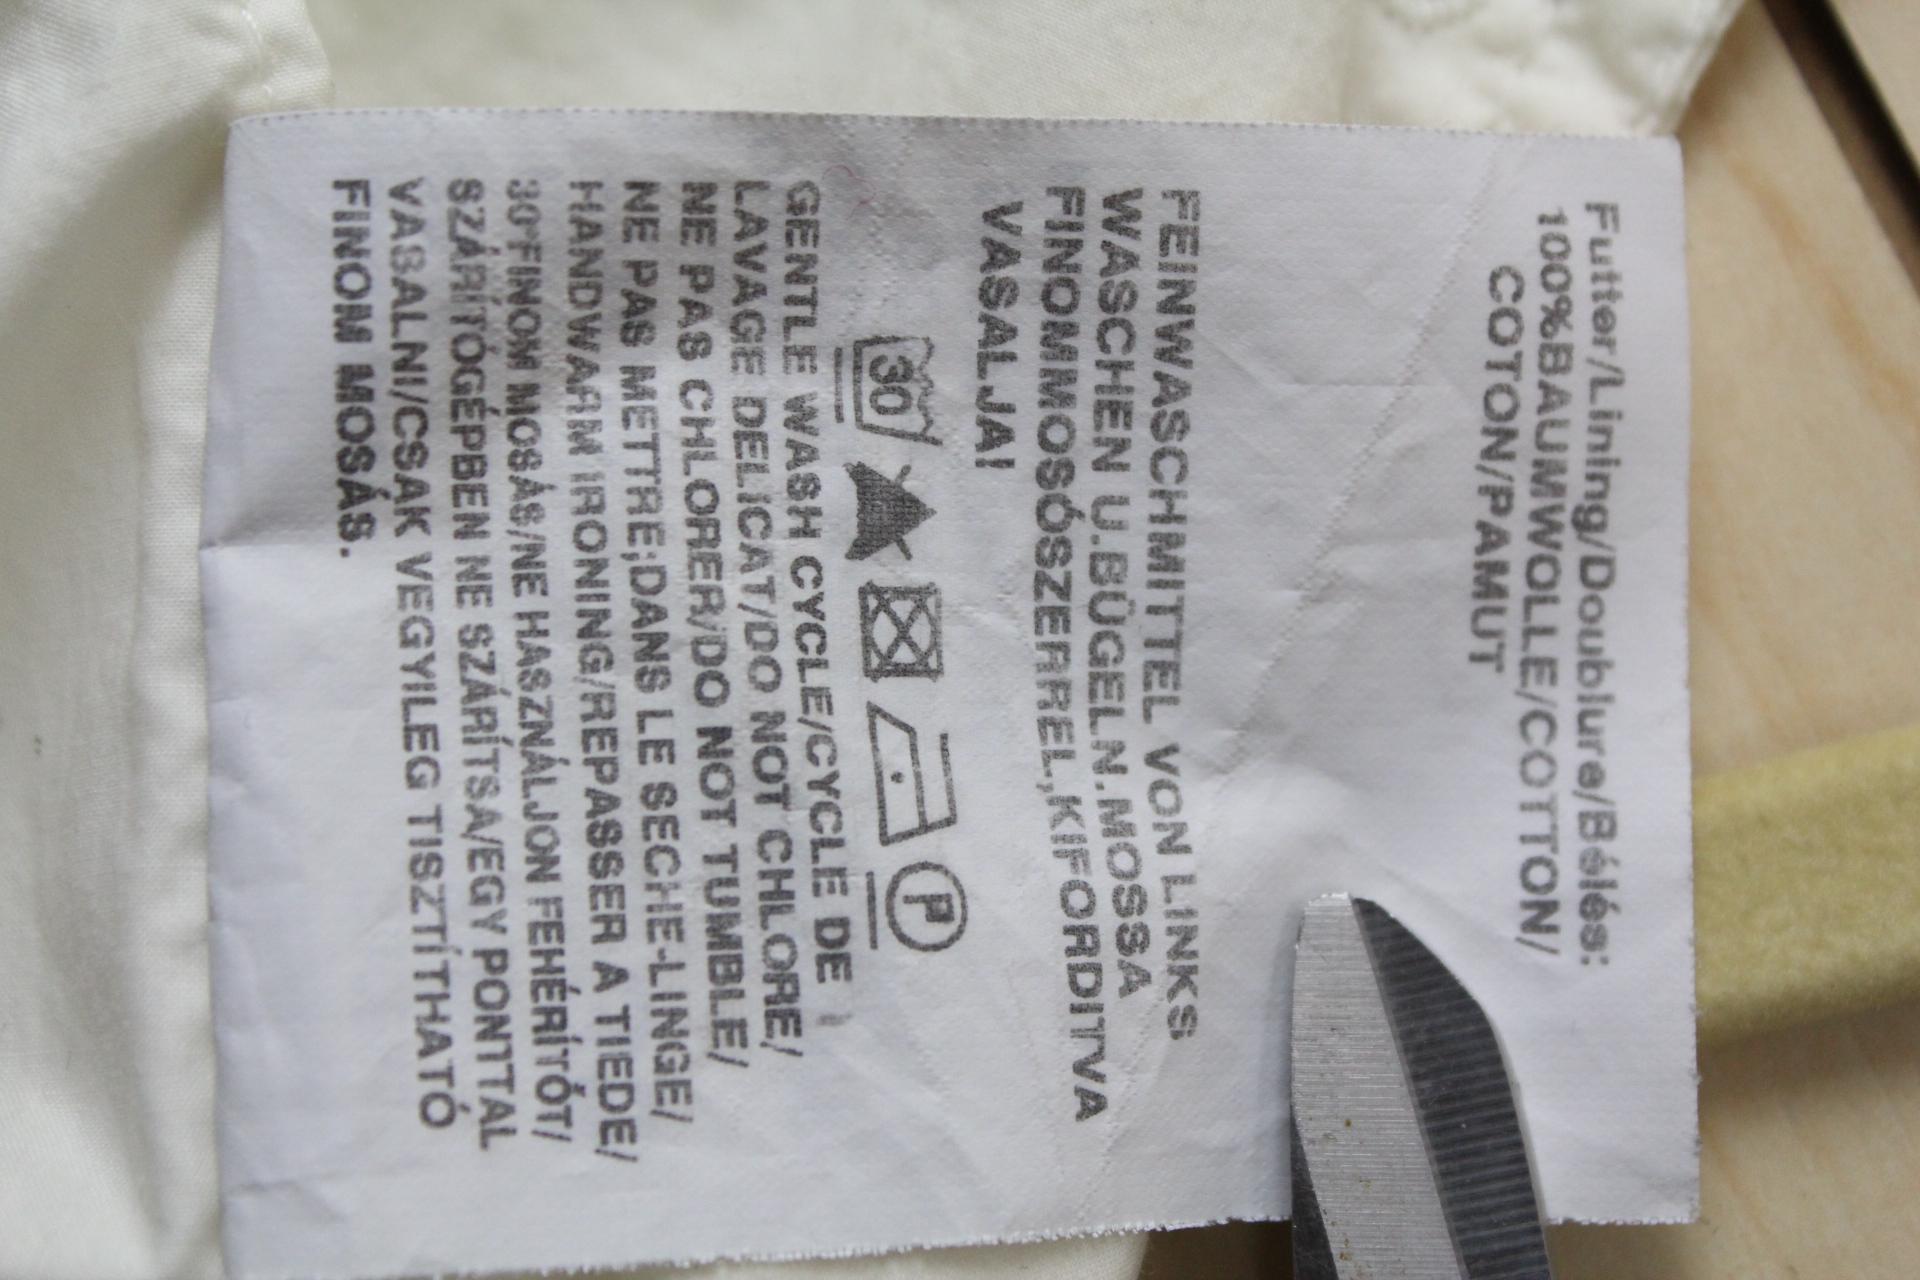 Futter/Lining/Doublure/Bélés:
100%BAUMWOLLE/COTTON/
COTON/PAMUT
FEINWASCHMITTEL VON LINKS
WASCHEN U.BÜGELN.MOSSA
FINOMMOSÓSZERREL,KIFORDITVA
VASALJA!
30
P
GENTLE WASH CYCLE/CYCLE DE
LAVAGE DELICAT/DO NOT CHLORE/
NE PAS CHLORER/DO NOT TUMBLE/
NE PAS METTRE;DANS LE SECHE-LINGE/
HANDWARM IRONING/REPASSER A TIEDE/
30°FINOM MOSÁS/NE HASZNÁLJON FEHÉRÍTŐT/
SZÁRÍTÓGÉPBEN NE SZÁRÍTSA/EGY PONTTAL
VASALNI/CSAK VEGYILEG TISZTÍTHATÓ
FINOM MOSÁS.